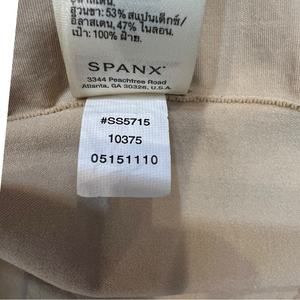 ส่วนขา: 53% สแปนเด็กซ์/
อีลาสเตน, 47% ไนลอน.
เป้า: 100% ฝ้าย.
SPANX®
3344 Peachtree Road
Atlanta, GA 30326, U.S.A.
#SS5715
10375
05151110